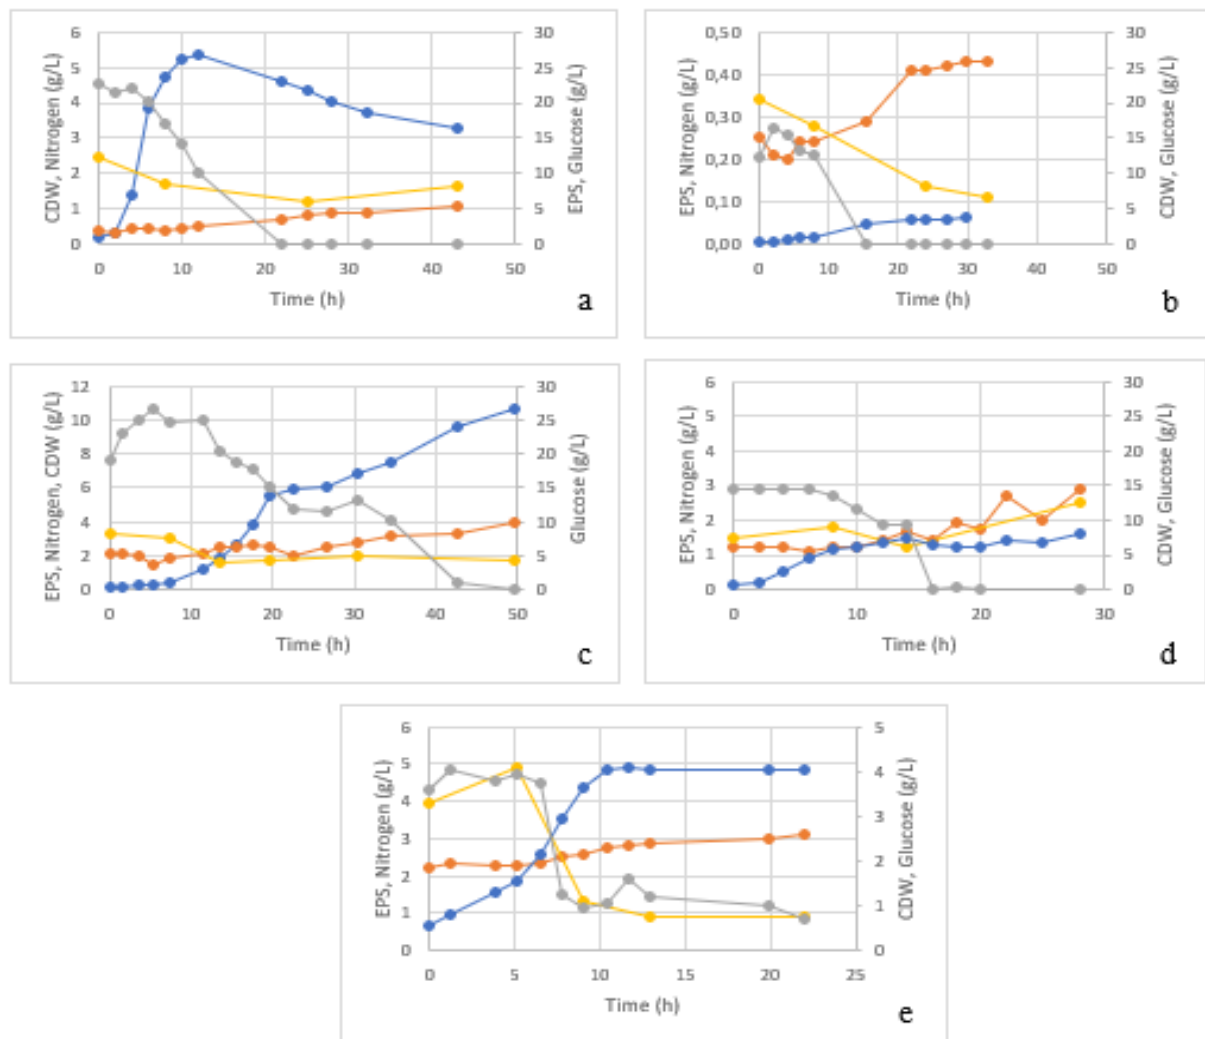 6 5 4 3 2 1 0
CDW, Nitrogen (g/L)
30 25 20 15 10 5 0
EPS, Glucose (g/L)
0 10 20 30 40 50
Time (h)
a
0,50 0,40 0,30 0,20 0,10 0,00
EPS, Nitrogen (g/L)
30 25 20 15 10 5 0
CDW, Glucose (g/L)
0 10 20 30 40 50
Time (h)
b
12 10 8 6 4 2 0
EPS, Nitrogen, CDW (g/L)
30 25 20 15 10 5 0
Glucose (g/L)
0 10 20 30 40 50
Time (h)
c
6 5 4 3 2 1 0
EPS, Nitrogen (g/L)
30 25 20 15 10 5 0
CDW, Glucose (g/L)
0 10 20 30
Time (h)
d
6 5 4 3 2 1 0
EPS, Nitrogen (g/L)
5 4 3 2 1 0
CDW, Glucose (g/L)
0 5 10 15 20 25
Time (h)
e